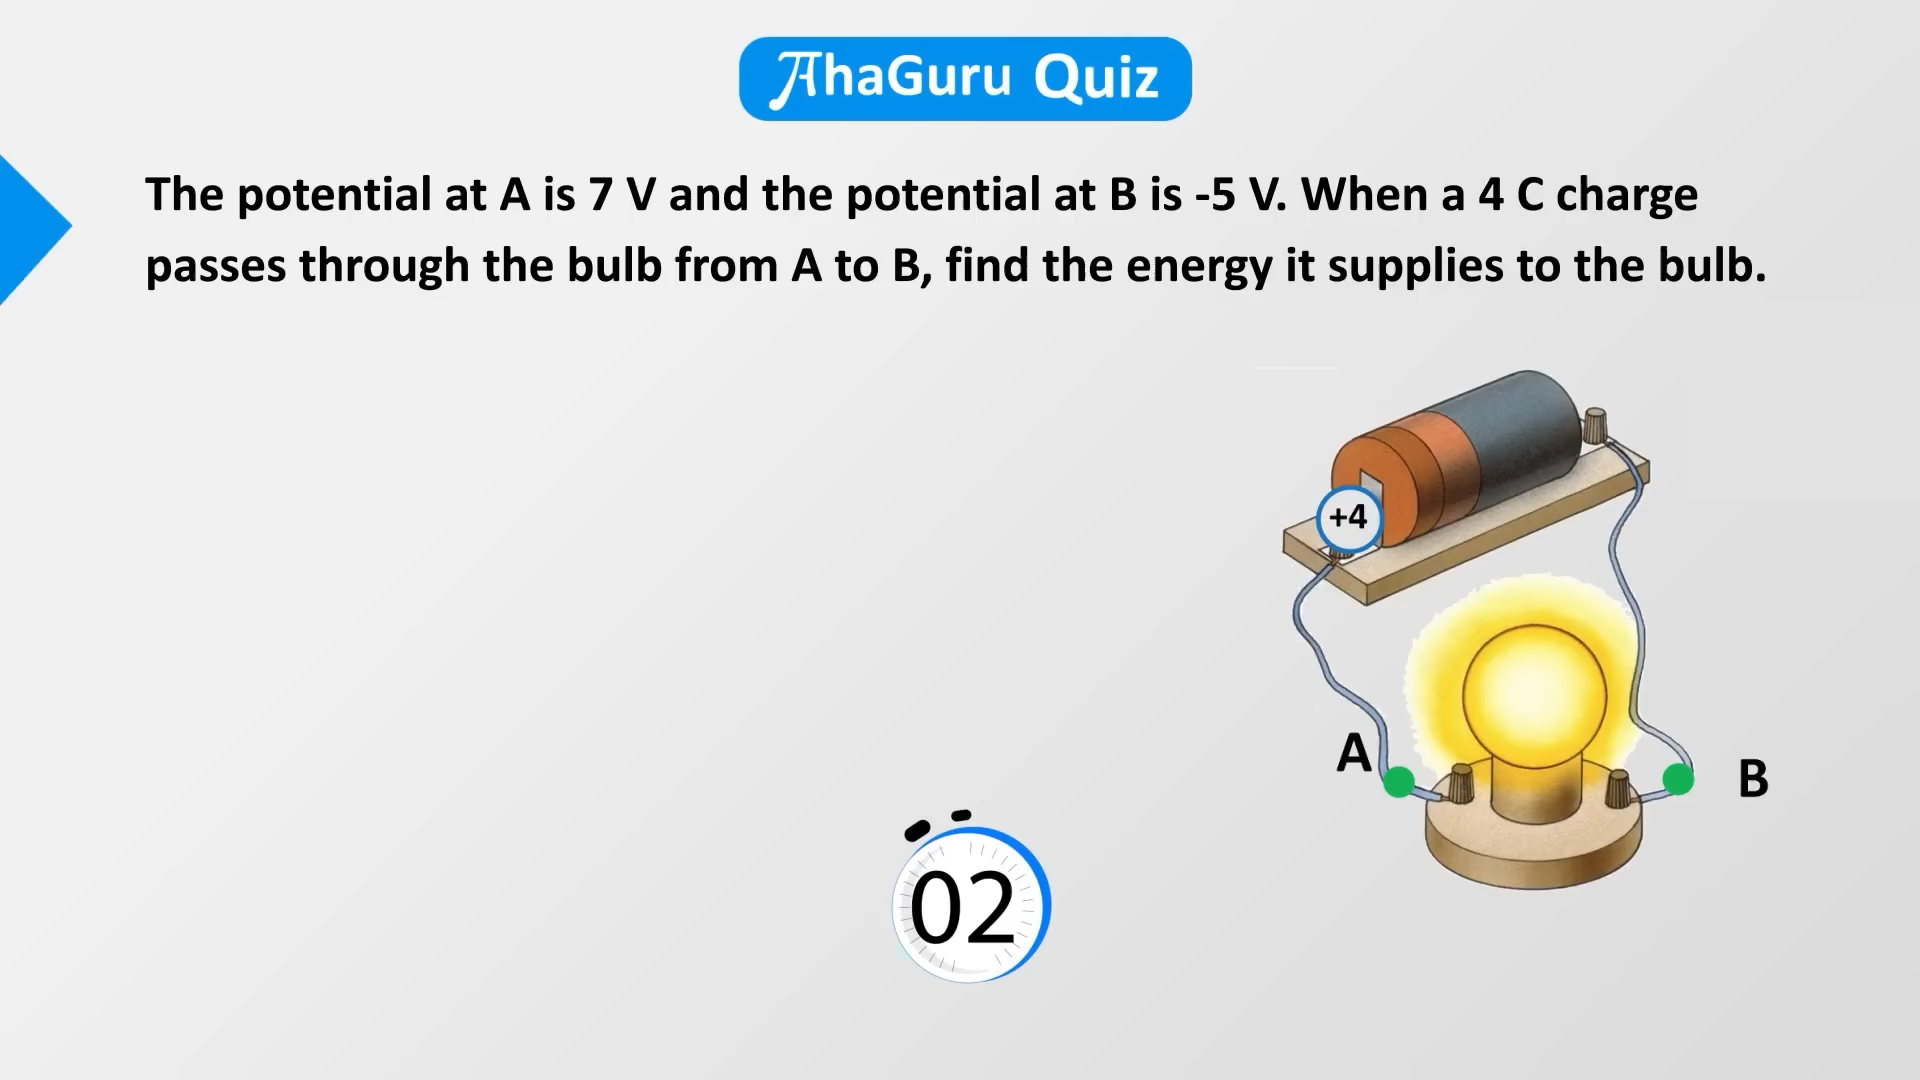 AhaGuru Quiz
The potential at A is 7 V and the potential at B is -5 V. When a 4 C charge
passes through the bulb from A to B, find the energy it supplies to the bulb.
+4
A
B
02